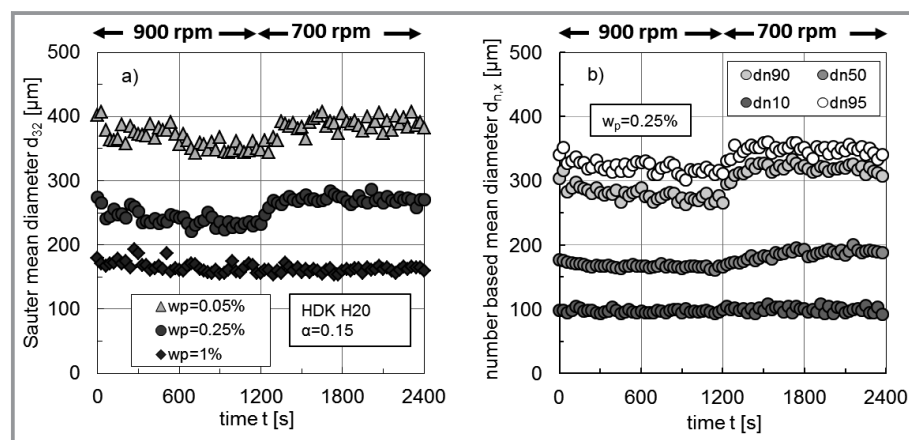 900 rpm 700 rpm
500
400
300
200
100
0
Sauter mean diameter d32 [µm]
a)
wp=0.05%
wp=0.25%
wp=1%
HDK H20
α=0.15
0 600 1200 1800 2400
time t [s]
900 rpm 700 rpm
500
400
300
200
100
0
number based mean diameter dn,x [µm]
b)
dn90 dn50
dn10 dn95
wp=0.25%
0 600 1200 1800 2400
time t [s]